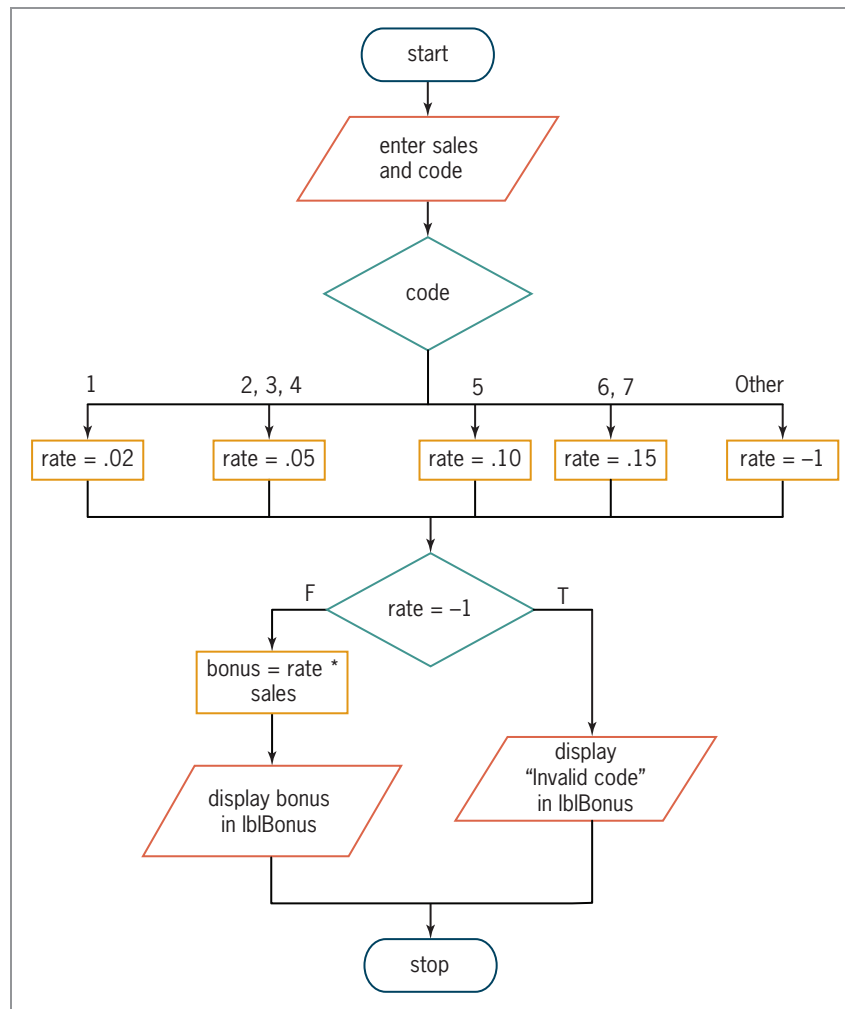 start
enter sales
and code
code
1
2, 3, 4
5
6, 7
Other
rate = .02
rate = .05
rate = .10
rate = .15
rate = –1
F
rate = –1
T
bonus = rate *
sales
display bonus
in lblBonus
display
“Invalid code”
in lblBonus
stop